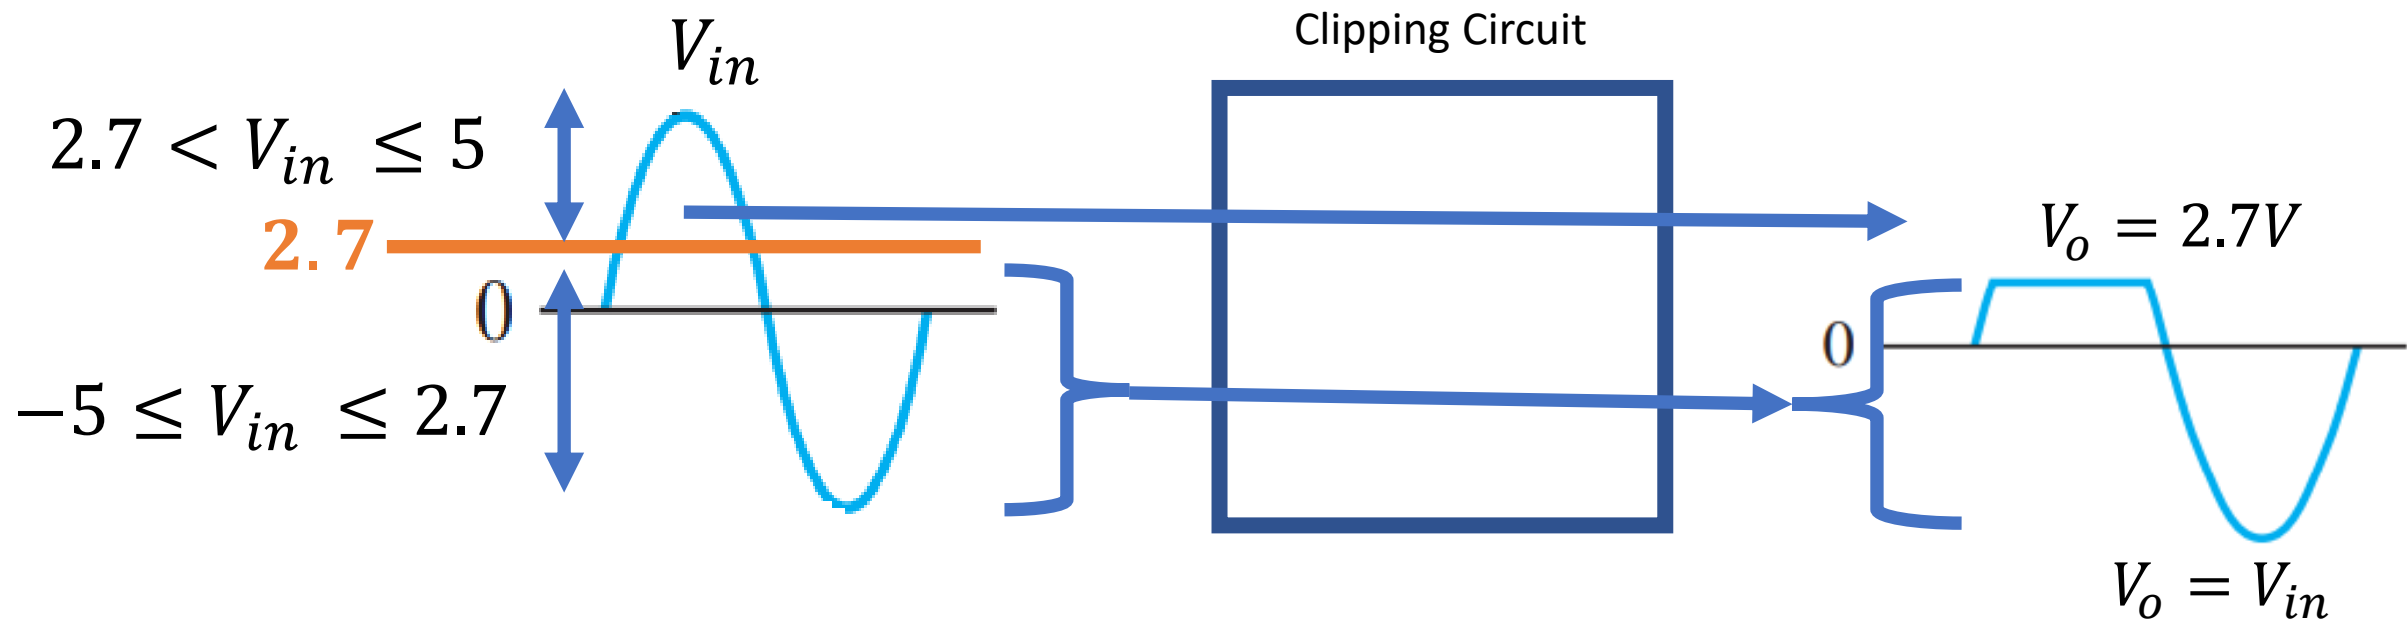 Clipping Circuit
V_in
2.7 < V_in ≤ 5
2.7
0
−5 ≤ V_in ≤ 2.7
V_o = 2.7V
0
V_o = V_in